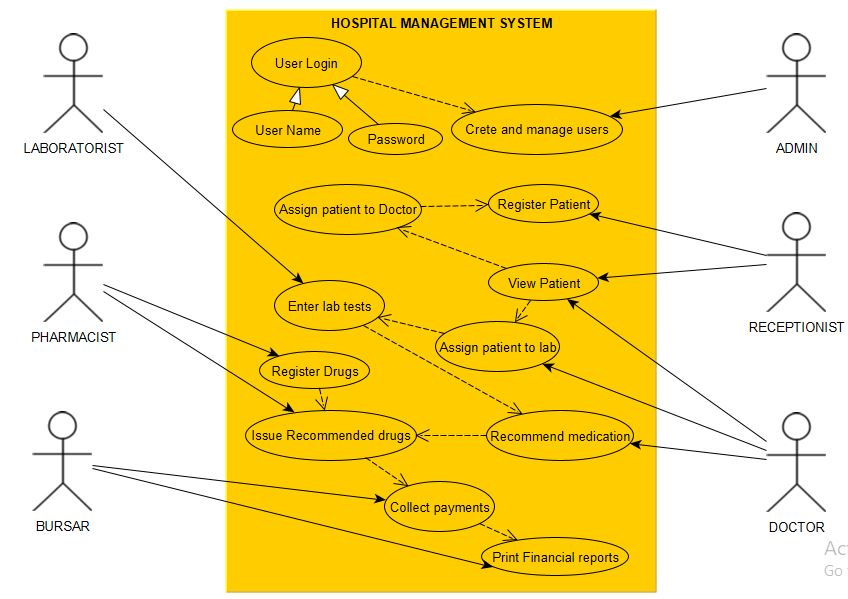 HOSPITAL MANAGEMENT SYSTEM
User Login
User Name
Password
Crete and manage users
LABORATORIST
ADMIN
Assign patient to Doctor
Register Patient
View Patient
Enter lab tests
PHARMACIST
RECEPTIONIST
Assign patient to lab
Register Drugs
Issue Recommended drugs
Recommend medication
Collect payments
BURSAR
DOCTOR
Print Financial reports
Go